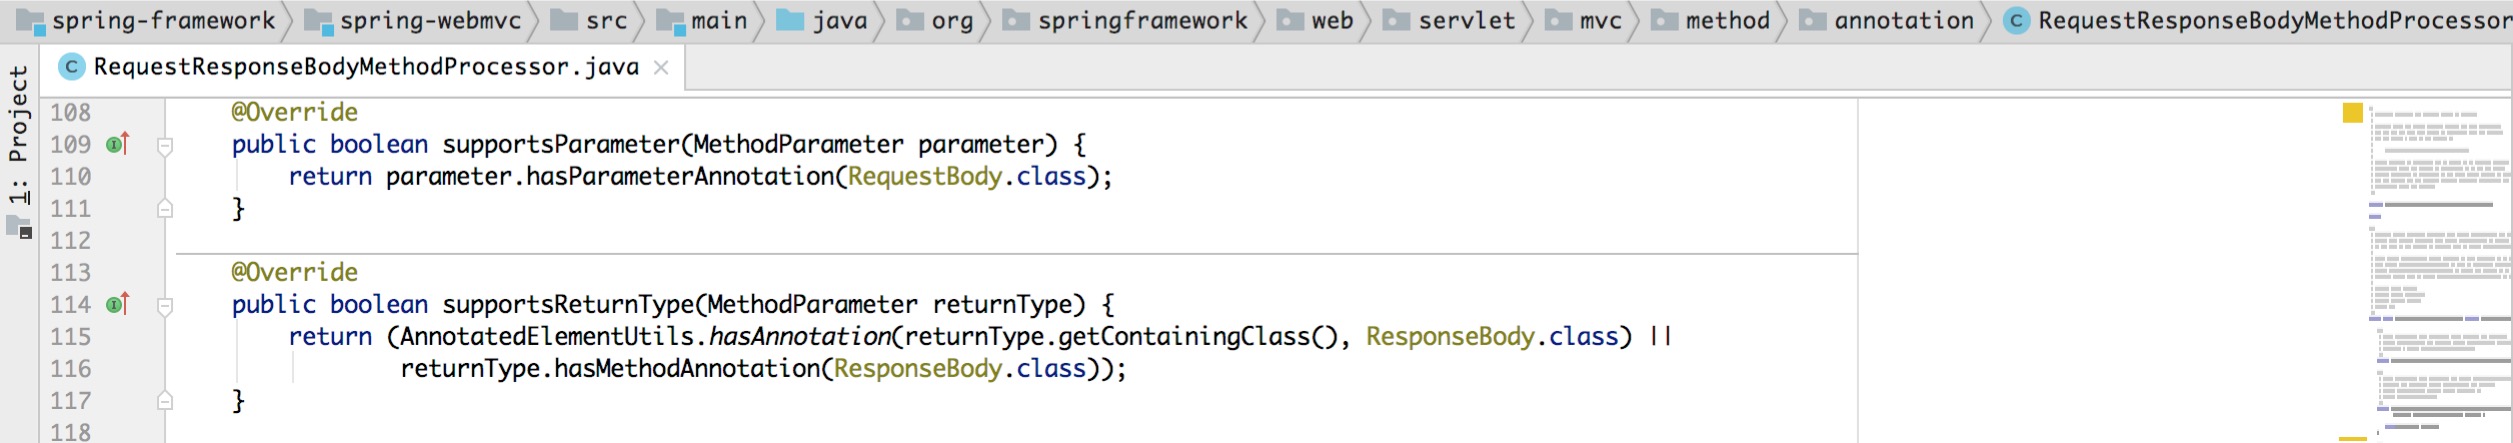 spring-framework spring-webmvc src main java org springframework web servlet mvc method annotation C RequestResponseBodyMethodProcessor
C RequestResponseBodyMethodProcessor.java ×
1: Project
108 @Override
109 I public boolean supportsParameter(MethodParameter parameter) {
110 return parameter.hasParameterAnnotation(RequestBody.class);
111 }
112
113 @Override
114 I public boolean supportsReturnType(MethodParameter returnType) {
115 return (AnnotatedElementUtils.hasAnnotation(returnType.getContainingClass(), ResponseBody.class) ||
116 returnType.hasMethodAnnotation(ResponseBody.class));
117 }
118